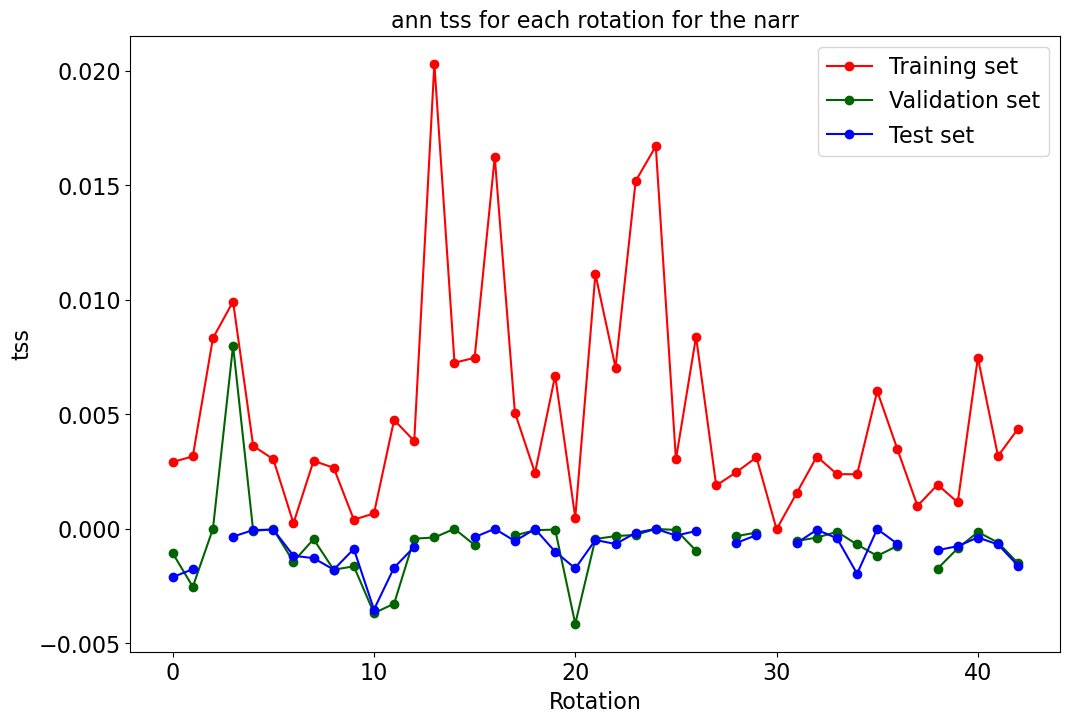 ann tss for each rotation for the narr
Training set
Validation set
Test set
0.020
0.015
0.010
0.005
0.000
−0.005
tss
0 10 20 30 40
Rotation